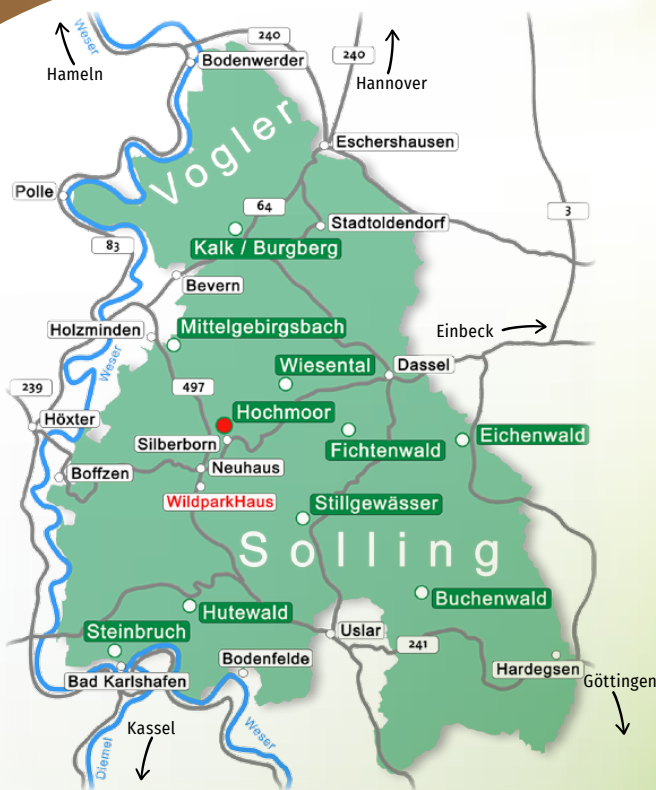 Weser
240
240
Hameln
Bodenwerder
Hannover
Vogler
Eschershausen
Polle
64
3
Stadtoldendorf
83
Kalk / Burgberg
Bevern
Holzminden
Mittelgebirgsbach
Einbeck
Weser
Wiesental
Dassel
239
497
Höxter
Hochmoor
Silberborn
Fichtenwald
Eichenwald
Boffzen
Neuhaus
WildparkHaus
Stillgewässer
Solling
Hutewald
Buchenwald
Steinbruch
Uslar
241
Bodenfelde
Hardegsen
Bad Karlshafen
Göttingen
Kassel
Weser
Diemel